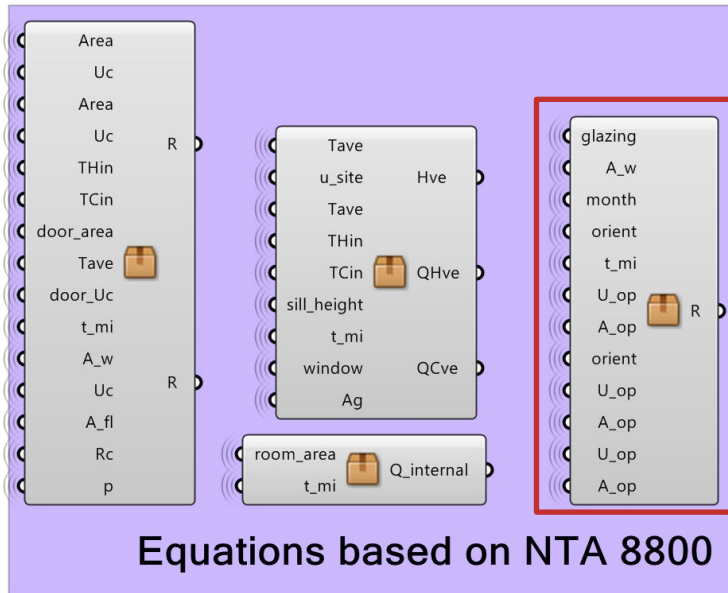 Area
Uc
Area
Uc
THin
TCin
door_area
Tave
door_Uc
t_mi
A_w
Uc
A_fl
Rc
p
R
R
Tave
u_site
Tave
THin
TCin
sill_height
t_mi
window
Ag
Hve
QHve
QCve
room_area
t_mi
Q_internal
glazing
A_w
month
orient
t_mi
U_op
A_op
orient
U_op
A_op
U_op
A_op
R
Equations based on NTA 8800